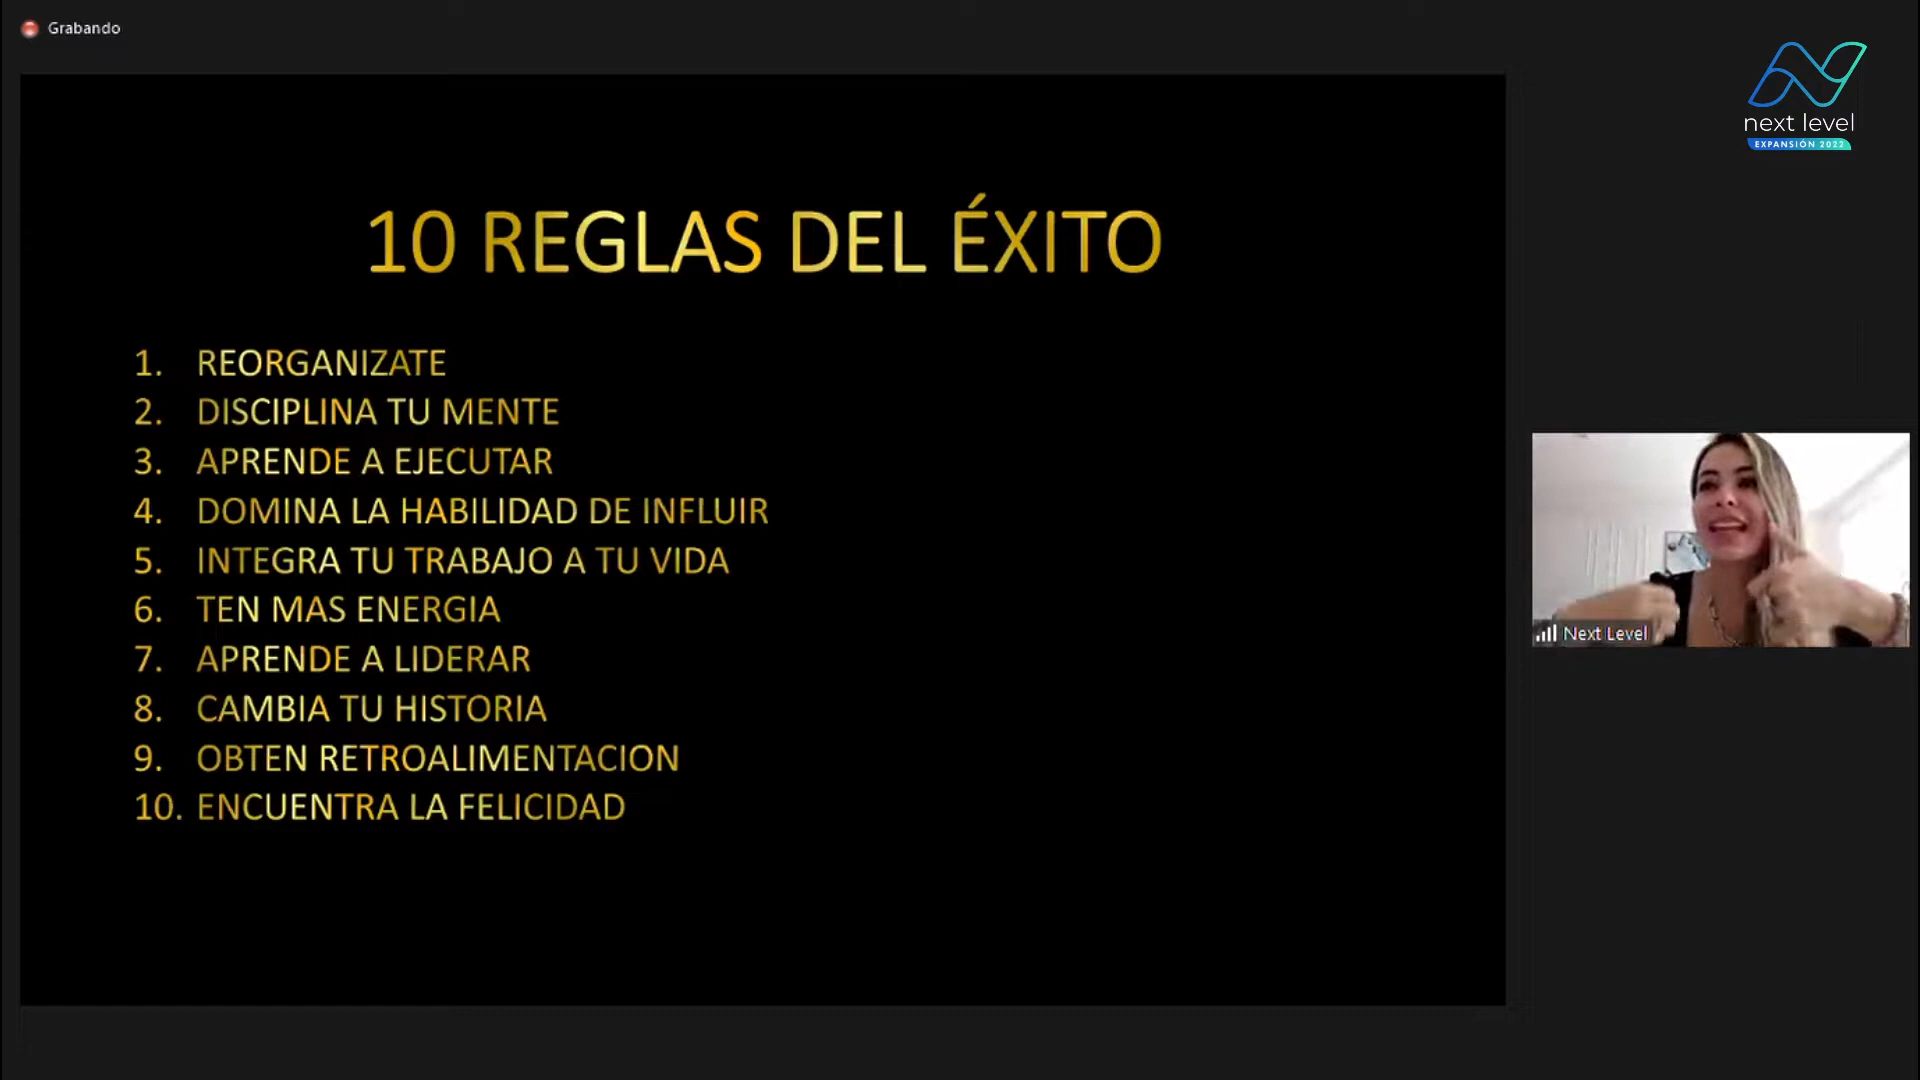 Grabando
next level
EXPANSIÓN 2022
10 REGLAS DEL ÉXITO
1. REORGANIZATE
2. DISCIPLINA TU MENTE
3. APRENDE A EJECUTAR
4. DOMINA LA HABILIDAD DE INFLUIR
5. INTEGRA TU TRABAJO A TU VIDA
6. TEN MAS ENERGIA
7. APRENDE A LIDERAR
8. CAMBIA TU HISTORIA
9. OBTEN RETROALIMENTACION
10. ENCUENTRA LA FELICIDAD
Next Level